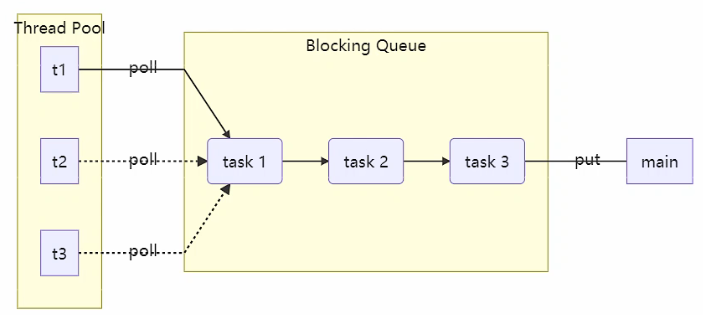 Thread Pool
Blocking Queue
t1
poll
t2
poll
task 1
task 2
task 3
put
main
t3
poll